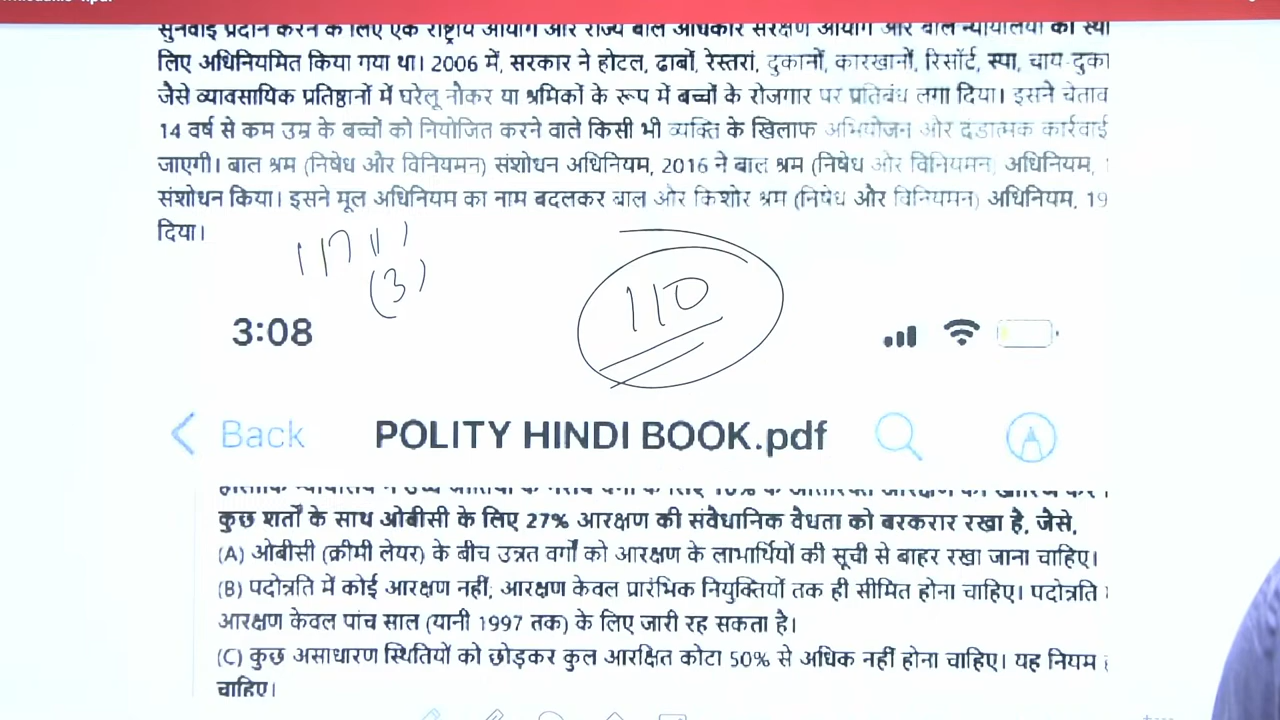 सुनवाई प्रदान करने के लिए एक राष्ट्रीय आयोग और राज्य बाल अधिकार संरक्षण आयोग और बाल न्यायालयों की स्था
लिए अधिनियमित किया गया था। 2006 में, सरकार ने होटल, ढाबों, रेस्तरां, दुकानों, कारखानों, रिसॉर्ट, स्पा, चाय-दुका
जैसे व्यावसायिक प्रतिष्ठानों में घरेलू नौकर या श्रमिकों के रूप में बच्चों के रोजगार पर प्रतिबंध लगा दिया। इसने चेताव
14 वर्ष से कम उम्र के बच्चों को नियोजित करने वाले किसी भी व्यक्ति के खिलाफ अभियोजन और दंडात्मक कार्रवाई
जाएगी। बाल श्रम (निषेध और विनियमन) संशोधन अधिनियम, 2016 ने बाल श्रम (निषेध और विनियमन) अधिनियम,
संशोधन किया। इसने मूल अधिनियम का नाम बदलकर बाल और किशोर श्रम (निषेध और विनियमन) अधिनियम, 19
दिया।
(3)
110
3:08
Back POLITY HINDI BOOK.pdf
कुछ शर्तों के साथ ओबीसी के लिए 27% आरक्षण की संवैधानिक वैधता को बरकरार रखा है, जैसे,
(A) ओबीसी (क्रीमी लेयर) के बीच उन्नत वर्गों को आरक्षण के लाभार्थियों की सूची से बाहर रखा जाना चाहिए।
(B) पदोन्नति में कोई आरक्षण नहीं; आरक्षण केवल प्रारंभिक नियुक्तियों तक ही सीमित होना चाहिए। पदोन्नति
आरक्षण केवल पांच साल (यानी 1997 तक) के लिए जारी रह सकता है।
(C) कुछ असाधारण स्थितियों को छोड़कर कुल आरक्षित कोटा 50% से अधिक नहीं होना चाहिए। यह नियम
चाहिए।